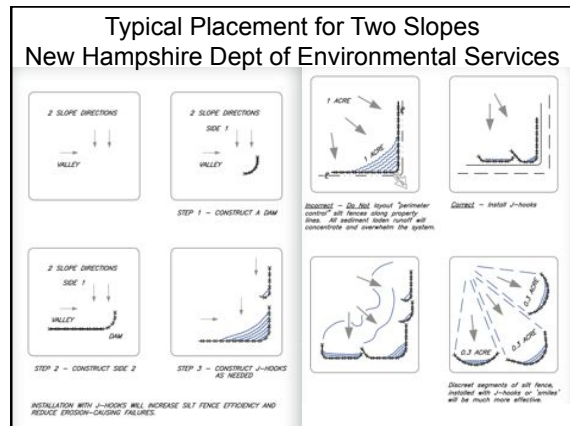 Typical Placement for Two Slopes
New Hampshire Dept of Environmental Services
2 SLOPE DIRECTIONS
VALLEY
2 SLOPE DIRECTIONS
SIDE 1
VALLEY
STEP 1 - CONSTRUCT A DAM
2 SLOPE DIRECTIONS
SIDE 1
VALLEY
DAM
STEP 2 - CONSTRUCT SIDE 2
STEP 3 - CONSTRUCT J-HOOKS
AS NEEDED
INSTALLATION WITH J-HOOKS WILL INCREASE SILT FENCE EFFICIENCY AND
REDUCE EROSION-CAUSING FAILURES.
1 ACRE
1 ACRE
Incorrect - Do Not layout "perimeter
control" silt fences along property
lines. All sediment laden runoff will
concentrate and overwhelm the system.
Correct - Install J-hooks
0.3 ACRE
0.3 ACRE
0.3 ACRE
Discreet segments of silt fence,
installed with J-hooks or 'smiles'
will be much more effective.